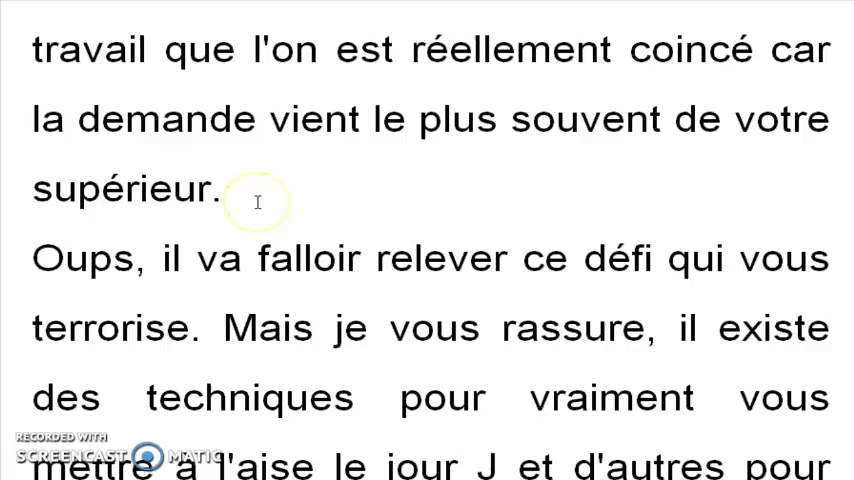 travail que l'on est réellement coincé car
la demande vient le plus souvent de votre
supérieur.
Oups, il va falloir relever ce défi qui vous
terrorise. Mais je vous rassure, il existe
des techniques pour vraiment vous
mettre à l'aise le jour J et d'autres pour
RECORDED WITH
SCREENCAST MATIC